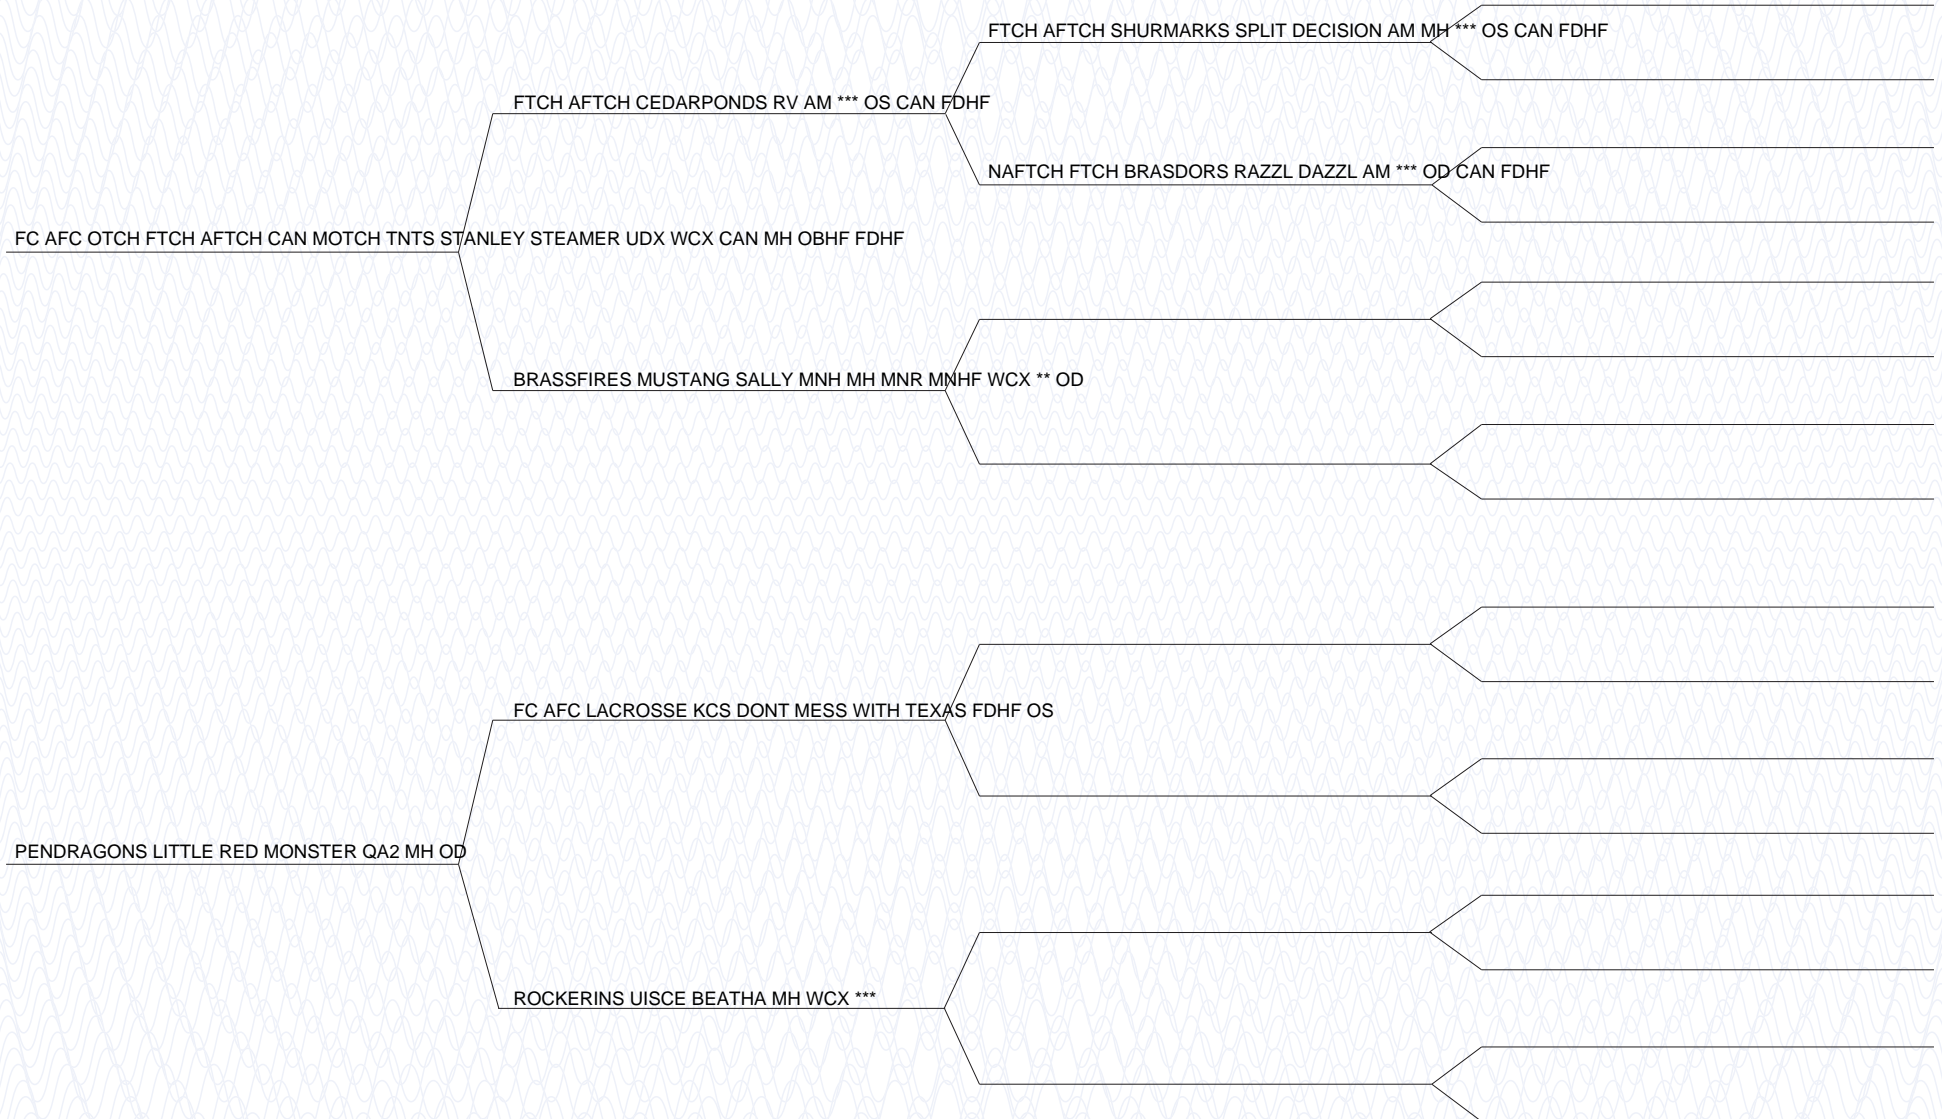 FTCH AFTCH SHURMARKS SPLIT DECISION AM MH *** OS CAN FDHF
FTCH AFTCH CEDARPONDS RV AM *** OS CAN FDHF
NAFTCH FTCH BRASDORS RAZZL DAZZL AM *** OD CAN FDHF
FC AFC OTCH FTCH AFTCH CAN MOTCH TNTS STANLEY STEAMER UDX WCX CAN MH OBHF FDHF
BRASSFIRES MUSTANG SALLY MNH MH MNR MNHF WCX ** OD
FC AFC LACROSSE KCS DONT MESS WITH TEXAS FDHF OS
PENDRAGONS LITTLE RED MONSTER QA2 MH OD
ROCKERINS UISCE BEATHA MH WCX ***